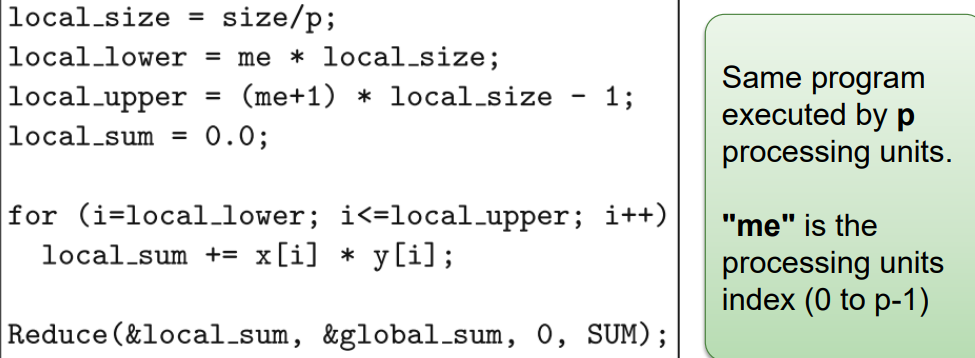 local_size = size/p;
local_lower = me * local_size;
local_upper = (me+1) * local_size - 1;
local_sum = 0.0;
for (i=local_lower; i<=local_upper; i++)
local_sum += x[i] * y[i];
Reduce(&local_sum, &global_sum, 0, SUM);
Same program
executed by p
processing units.
"me" is the
processing units
index (0 to p-1)